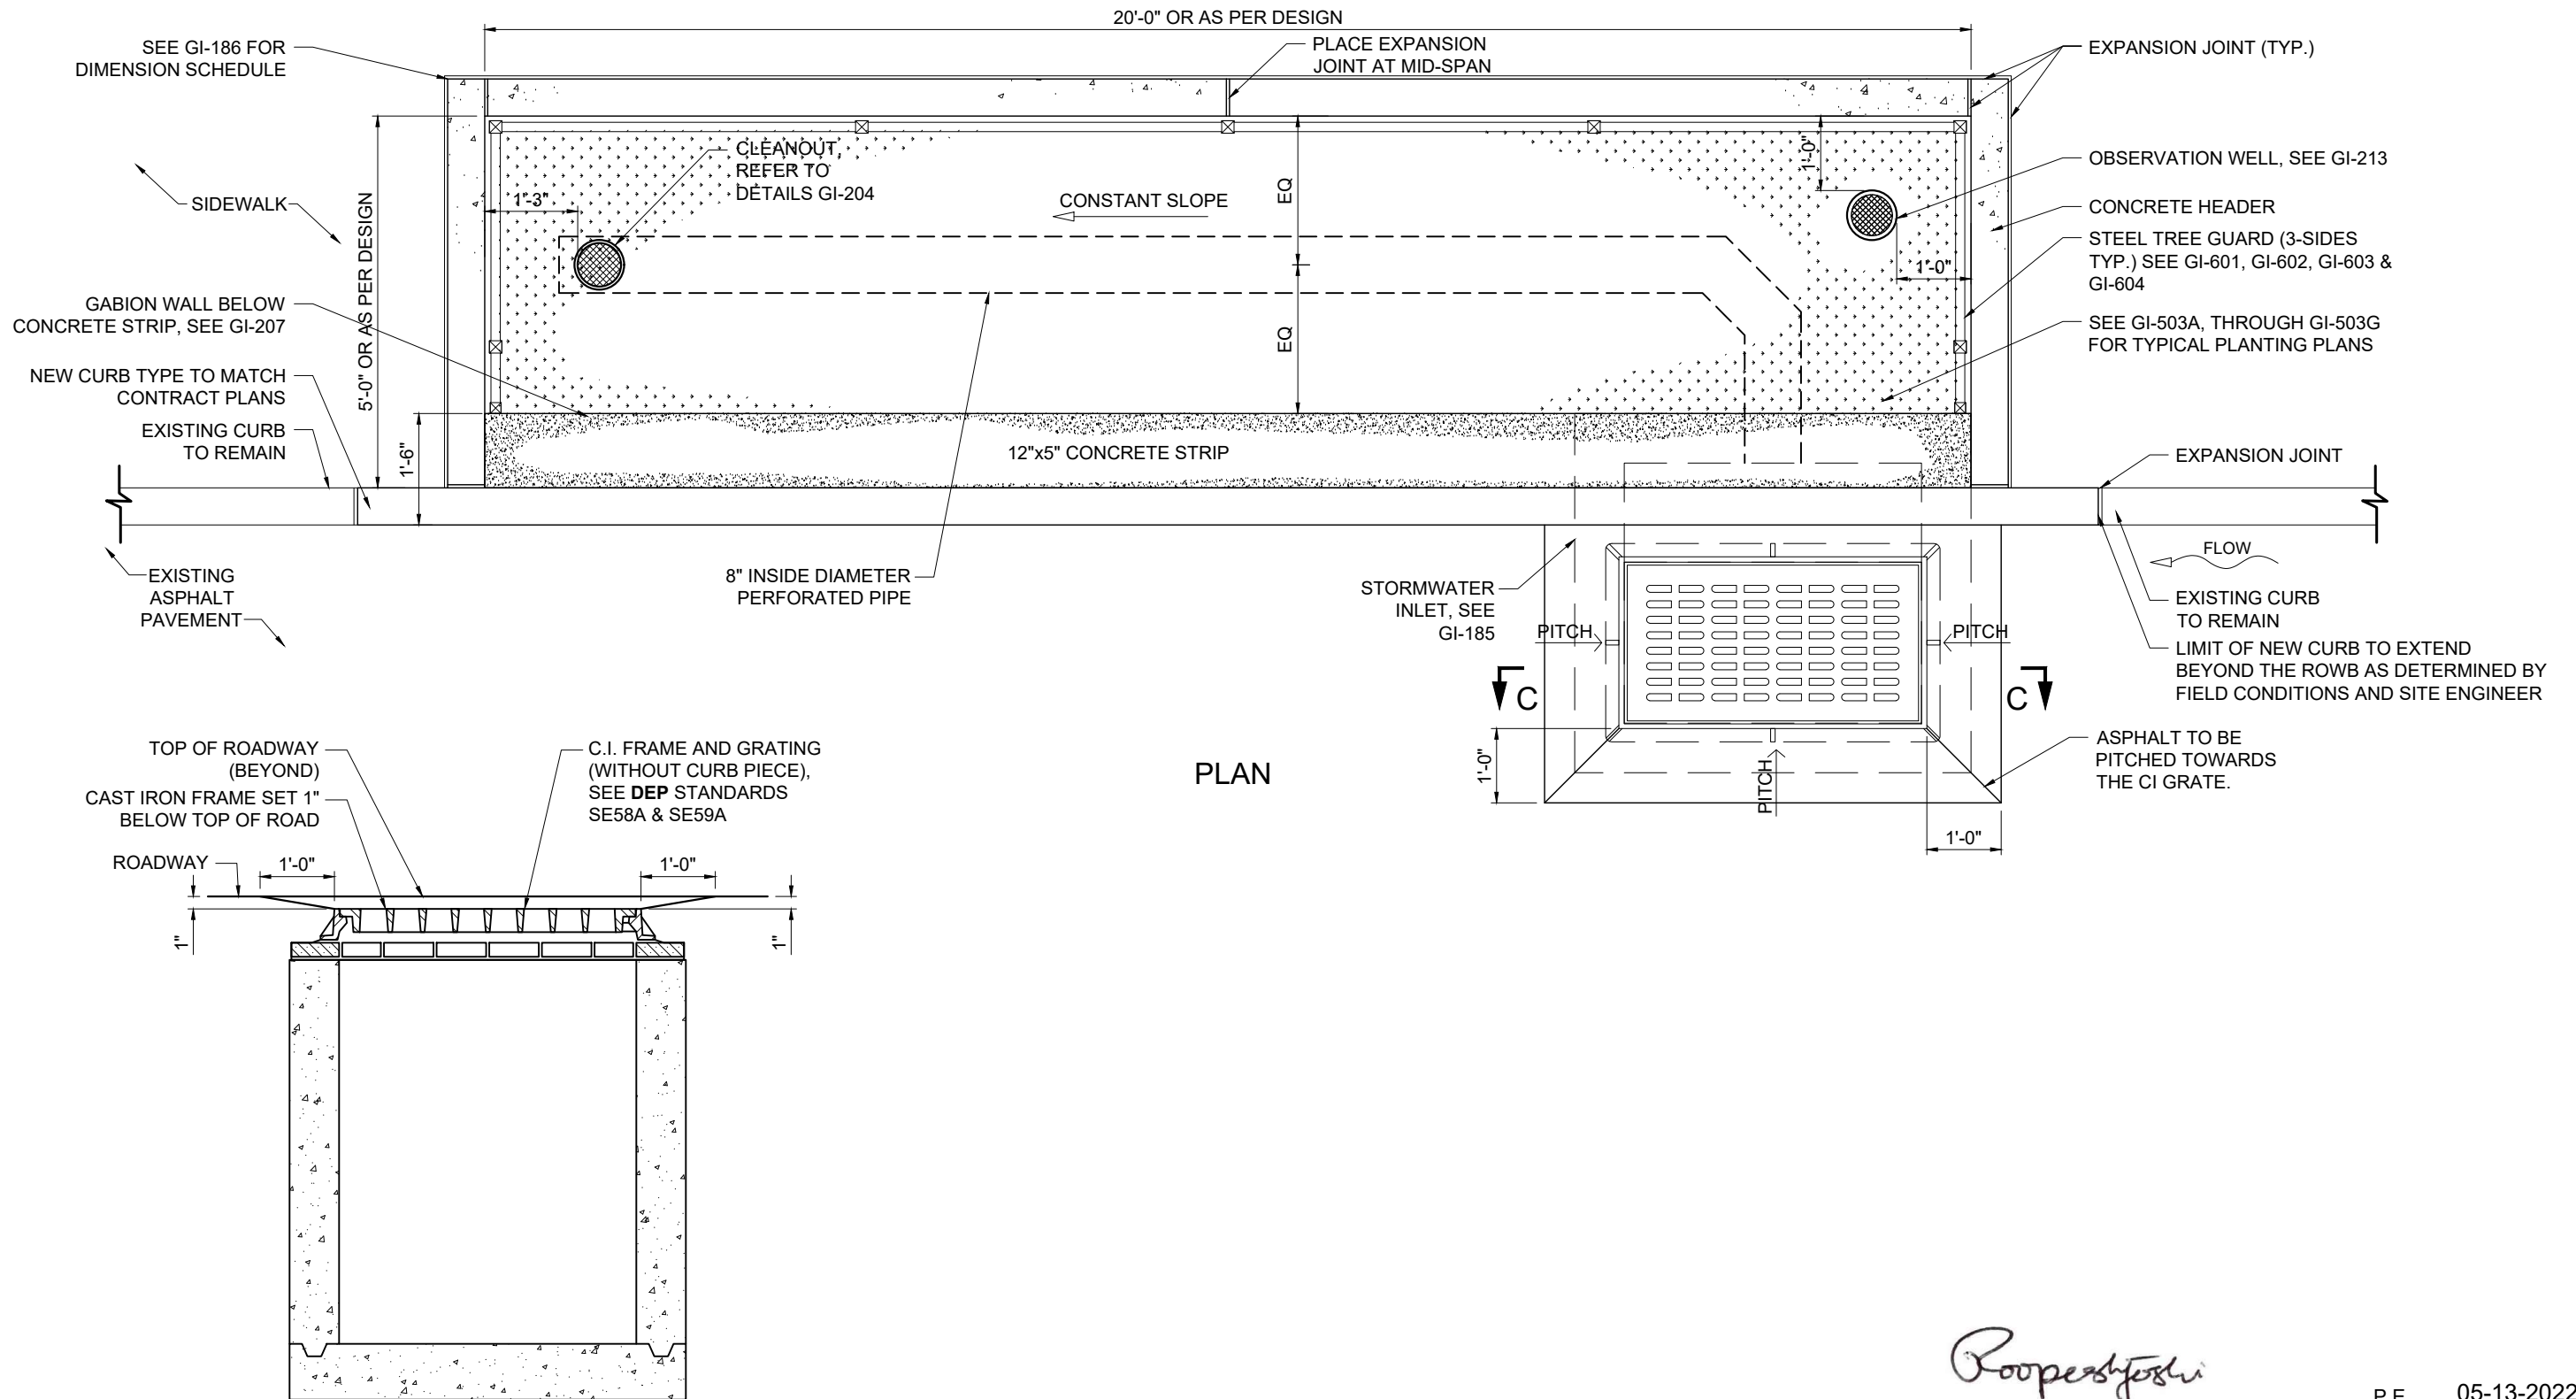 20'-0" OR AS PER DESIGN
SEE GI-186 FOR
DIMENSION SCHEDULE
PLACE EXPANSION
JOINT AT MID-SPAN
EXPANSION JOINT (TYP.)
CLEANOUT,
REFER TO
DETAILS GI-204
1'-0"
OBSERVATION WELL, SEE GI-213
SIDEWALK
1'-3"
CONSTANT SLOPE
EQ
CONCRETE HEADER
STEEL TREE GUARD (3-SIDES
TYP.) SEE GI-601, GI-602, GI-603 &
GI-604
1'-0"
5'-0" OR AS PER DESIGN
GABION WALL BELOW
CONCRETE STRIP, SEE GI-207
EQ
SEE GI-503A, THROUGH GI-503G
FOR TYPICAL PLANTING PLANS
NEW CURB TYPE TO MATCH
CONTRACT PLANS
EXISTING CURB
TO REMAIN
1'-6"
12"x5" CONCRETE STRIP
EXPANSION JOINT
FLOW
EXISTING
ASPHALT
PAVEMENT
8" INSIDE DIAMETER
PERFORATED PIPE
STORMWATER
INLET, SEE
GI-185
PITCH
PITCH
EXISTING CURB
TO REMAIN
LIMIT OF NEW CURB TO EXTEND
BEYOND THE ROWB AS DETERMINED BY
FIELD CONDITIONS AND SITE ENGINEER
C
C
TOP OF ROADWAY
(BEYOND)
C.I. FRAME AND GRATING
(WITHOUT CURB PIECE),
SEE DEP STANDARDS
SE58A & SE59A
PLAN
1'-0"
PITCH
ASPHALT TO BE
PITCHED TOWARDS
THE CI GRATE.
CAST IRON FRAME SET 1"
BELOW TOP OF ROAD
1'-0"
ROADWAY
1'-0"
1'-0"
1"
1"
Roopesh Joshi
P.E. 05-13-2022